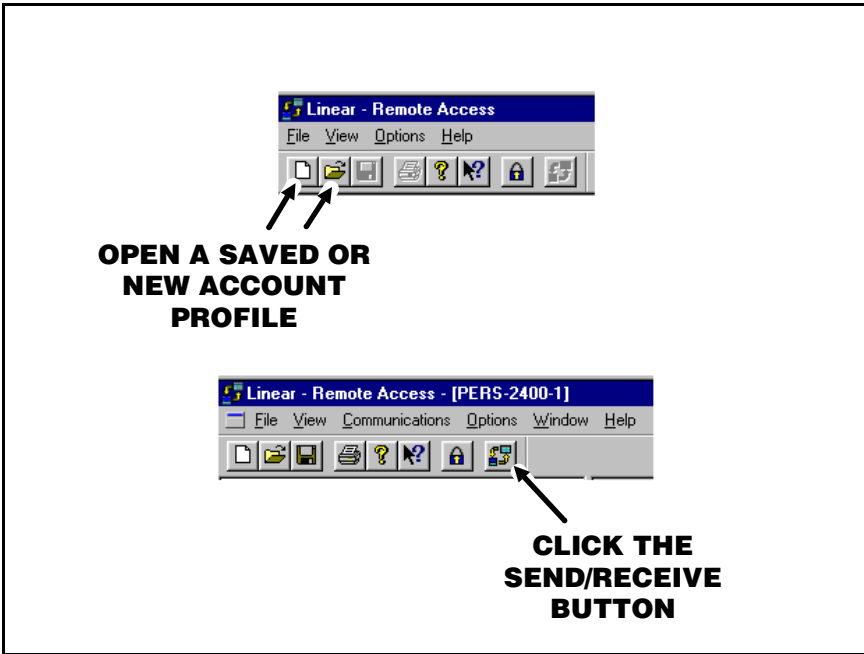 Linear - Remote Access
File View Options Help
OPEN A SAVED OR
NEW ACCOUNT
PROFILE
Linear - Remote Access - [PERS-2400-1]
File View Communications Options Window Help
CLICK THE
SEND/RECEIVE
BUTTON